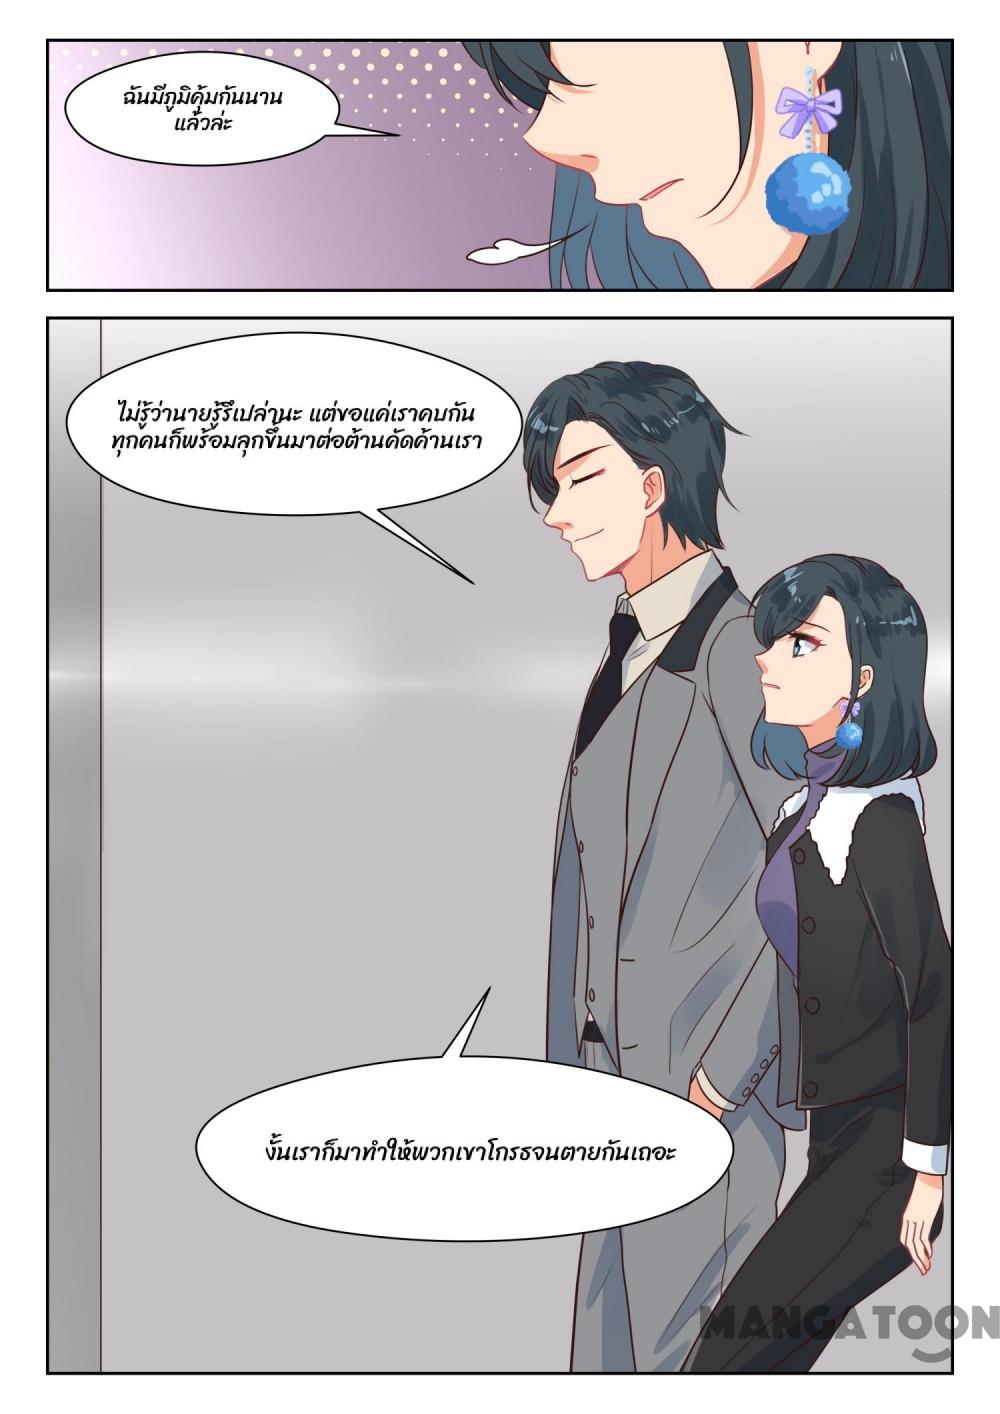 ฉันมีภูมิคุ้มกันนาน
แล้วล่ะ
ไม่รู้ว่านายรู้รึเปล่านะ แต่ขอแค่เราคบกัน
ทุกคนก็พร้อมลุกขึ้นมาต่อต้านคัดค้านเรา
งั้นเราก็มาทำให้พวกเขาโกรธจนตายกันเถอะ
MANGATOON